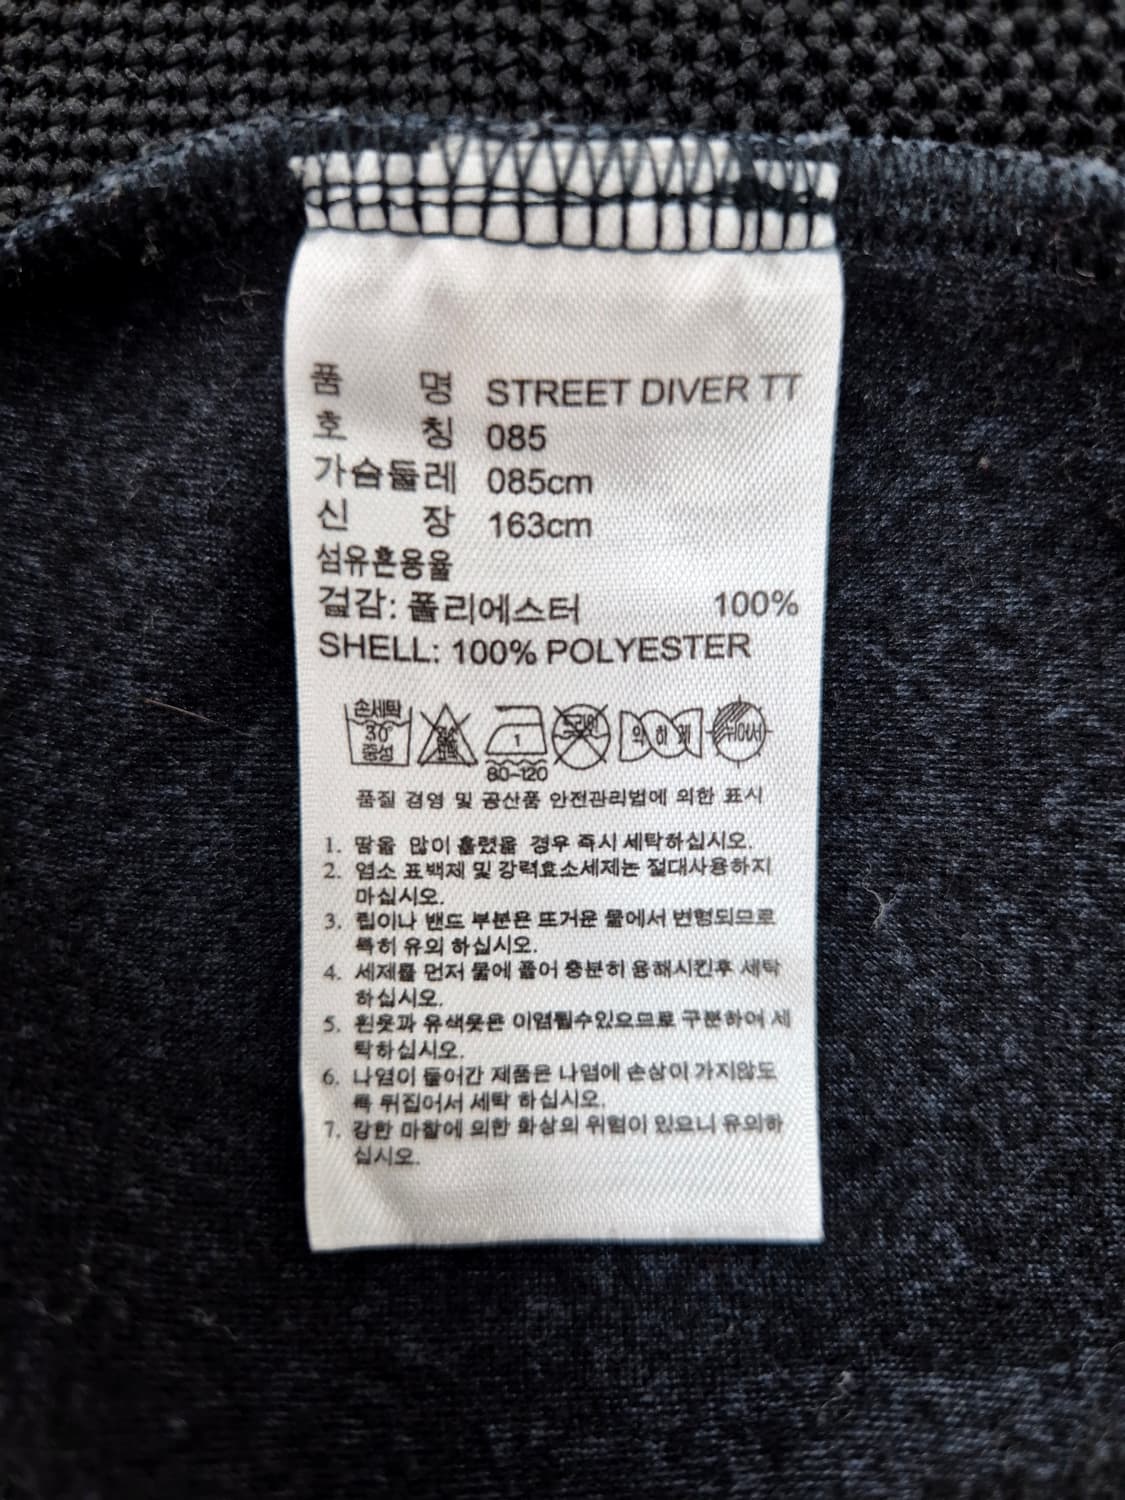 품 명 STREET DIVER TT
호 칭 085
가슴둘레 085cm
신 장 163cm
섬유혼용율
겉감: 폴리에스터 100%
SHELL: 100% POLYESTER
손세탁 30° 중성
1
80~120
드라이
약하게
뉘어서
품질 경영 및 공산품 안전관리법에 의한 표시
1. 땀을 많이 흘렸을 경우 즉시 세탁하십시오.
2. 염소 표백제 및 강력효소세제는 절대사용하지
마십시오.
3. 립이나 밴드 부분은 뜨거운 물에서 변형되므로
특히 유의 하십시오.
4. 세제를 먼저 물에 풀어 충분히 용해시킨후 세탁
하십시오.
5. 흰옷과 유색옷은 이염될수있으므로 구분하여 세
탁하십시오.
6. 나염이 들어간 제품은 나염에 손상이 가지않도
록 뒤집어서 세탁 하십시오.
7. 강한 마찰에 의한 화상의 위험이 있으니 유의하
십시오.